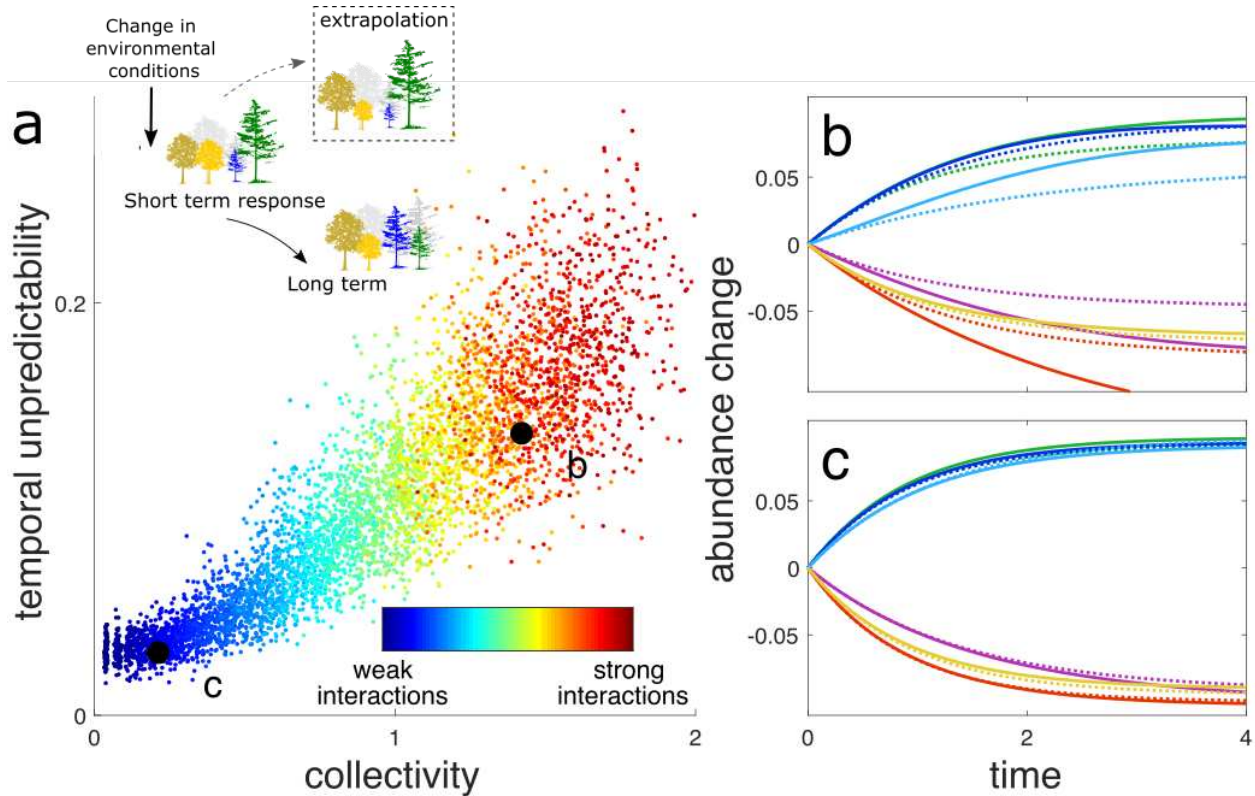 Change in
environmental
conditions
extrapolation
a
Short term response
Long term
temporal unpredictability
0.2
0
b
c
weak
interactions
strong
interactions
0
1
2
collectivity
b
0.05
0
-0.05
abundance change
c
0.05
0
-0.05
0
2
4
time